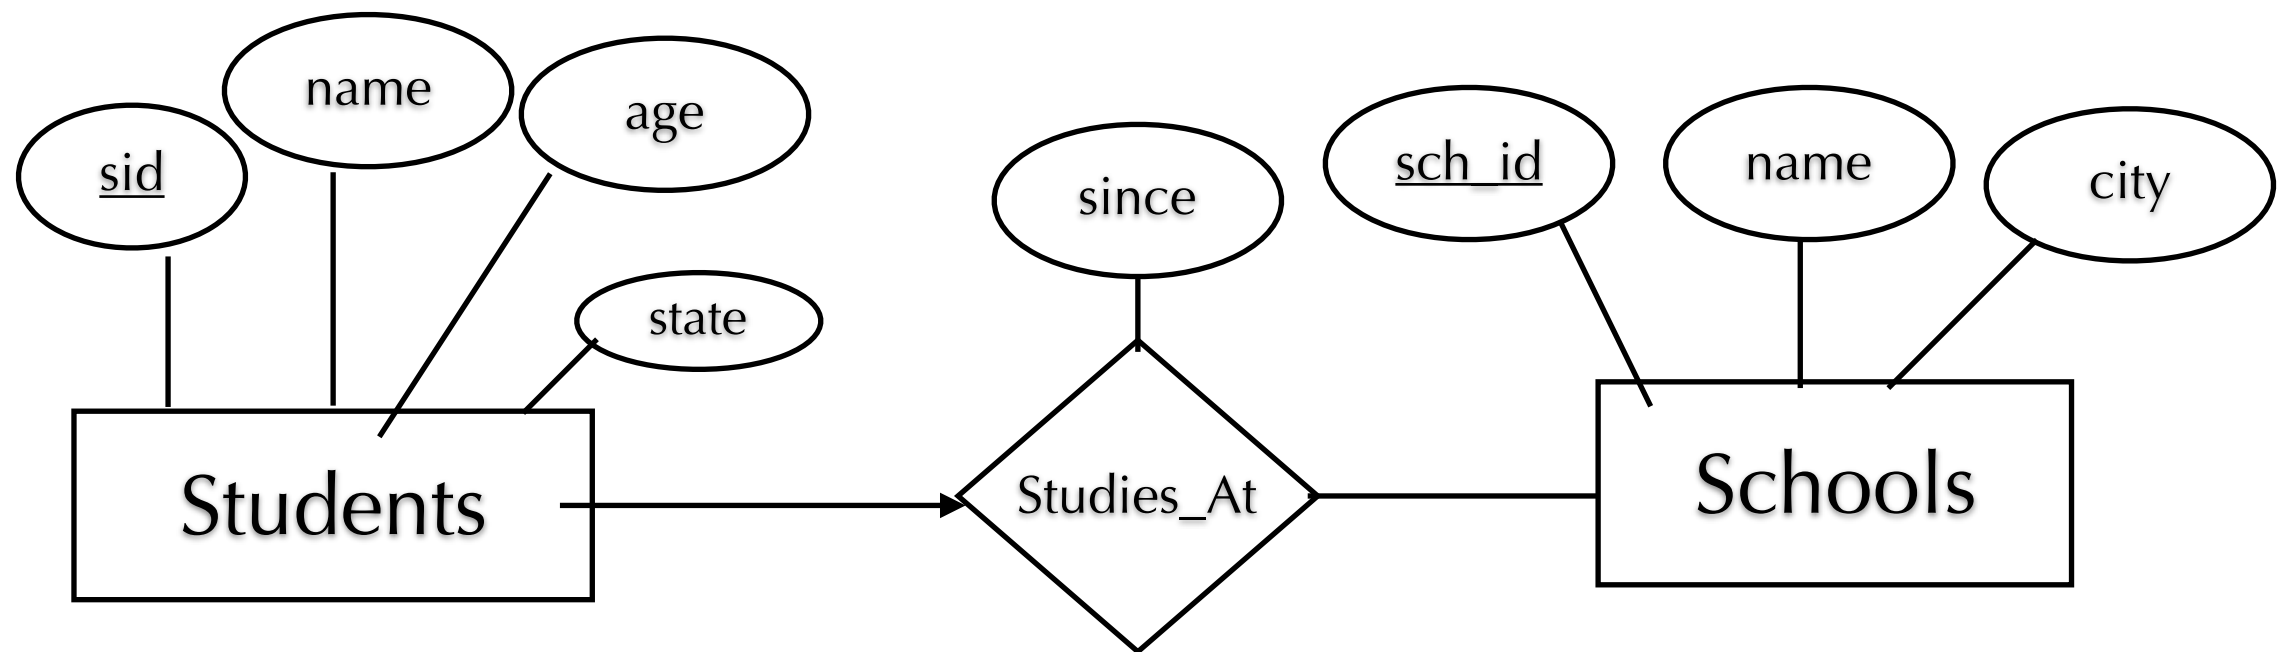 name
age
sid
since
sch_id
name
city
state
Students
Studies_At
Schools